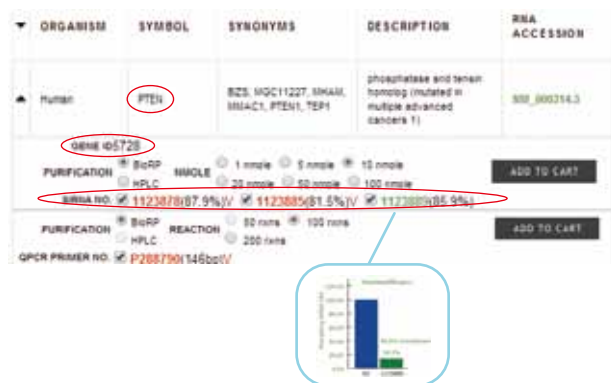 ORGANISM SYMBOL SYNONYMS DESCRIPTION RNA ACCESSION
Human PTEN BZS, MGC11227, MHAM, MMAC1, PTEN1, TEP1 phosphatase and tensin homolog (mutated in multiple advanced cancers 1) NM_000314.3
GENE ID5728
PURIFICATION BioRP HPLC NMOLE 1 nmole 5 nmole 10 nmole 20 nmole 50 nmole 100 nmole ADD TO CART
SIRNA NO. 1123878(87.9%)\/ 1123885(81.5%)\/ (85.9%)
PURIFICATION BioRP HPLC REACTION 50 rxns 100 rxns 200 rxns ADD TO CART
QPCR PRIMER NO. P288790(146bp)\/